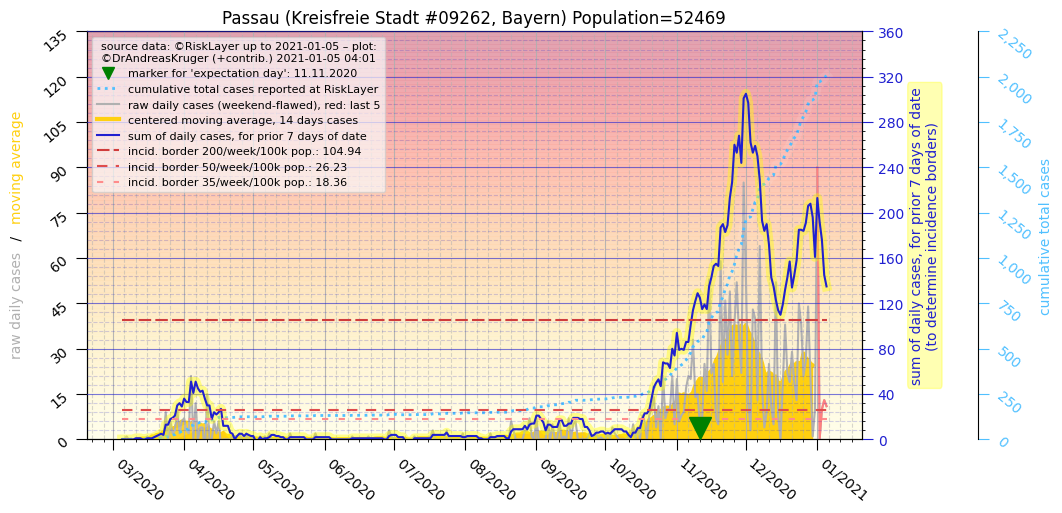 Passau (Kreisfreie Stadt #09262, Bayern) Population=52469
source data: ©RiskLayer up to 2021-01-05 – plot:
©DrAndreasKruger (+contrib.) 2021-01-05 04:01
marker for 'expectation day': 11.11.2020
cumulative total cases reported at RiskLayer
raw daily cases (weekend-flawed), red: last 5
centered moving average, 14 days cases
sum of daily cases, for prior 7 days of date
incid. border 200/week/100k pop.: 104.94
incid. border 50/week/100k pop.: 26.23
incid. border 35/week/100k pop.: 18.36
raw daily cases / moving average
135
120
105
90
75
60
45
30
15
0
03/2020
04/2020
05/2020
06/2020
07/2020
08/2020
09/2020
10/2020
11/2020
12/2020
01/2021
360
320
280
240
200
160
120
80
40
0
sum of daily cases, for prior 7 days of date
(to determine incidence borders)
2,250
2,000
1,750
1,500
1,250
1,000
750
500
250
0
cumulative total cases